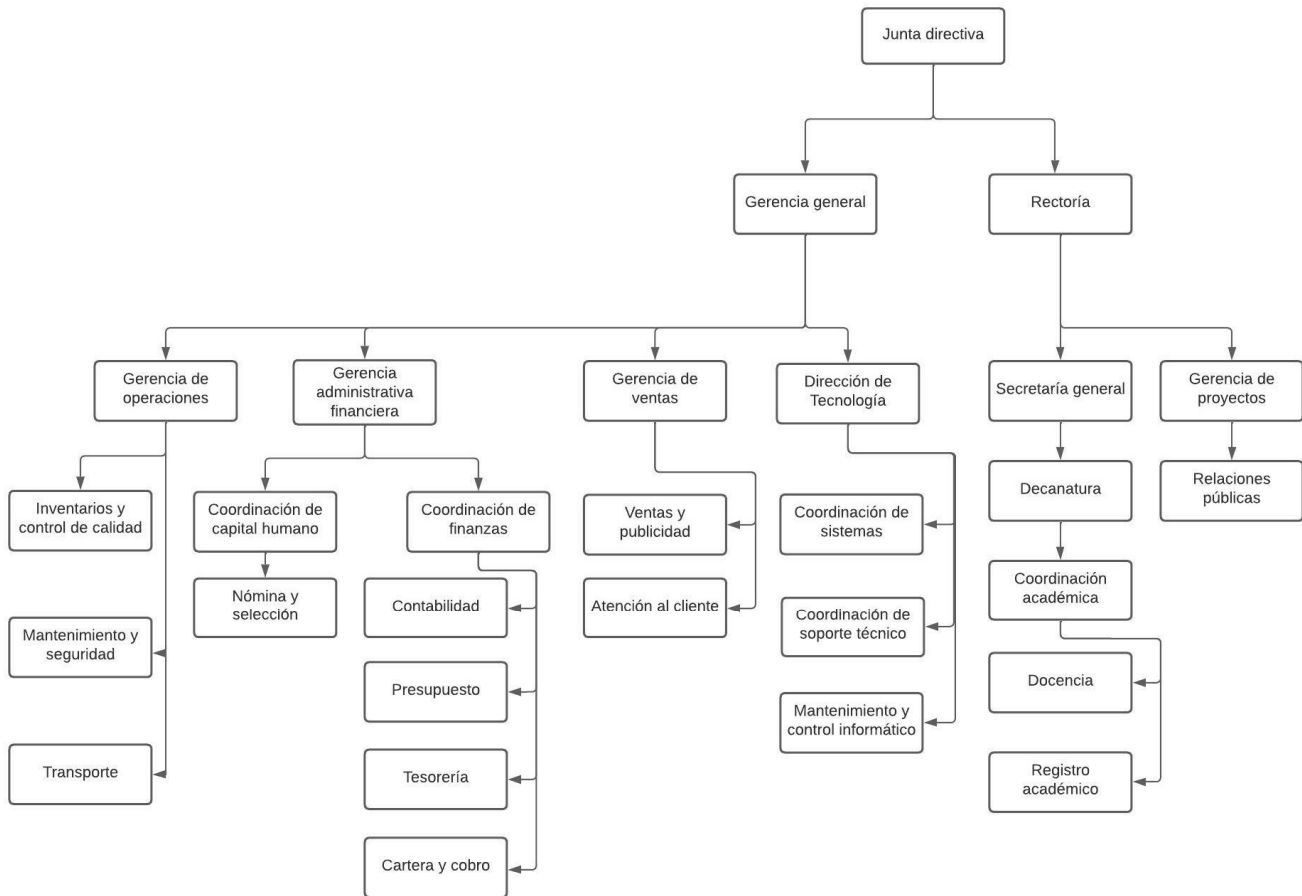 Junta directiva
Gerencia general
Rectoría
Gerencia de
operaciones
Gerencia
administrativa
financiera
Gerencia de
ventas
Dirección de
Tecnología
Secretaría general
Gerencia de
proyectos
Inventarios y
control de calidad
Coordinación de
capital humano
Coordinación de
finanzas
Ventas y
publicidad
Coordinación de
sistemas
Decanatura
Relaciones
públicas
Nómina y
selección
Contabilidad
Atención al cliente
Coordinación
académica
Mantenimiento y
seguridad
Coordinación de
soporte técnico
Presupuesto
Docencia
Mantenimiento y
control informático
Transporte
Tesorería
Registro
académico
Cartera y cobro